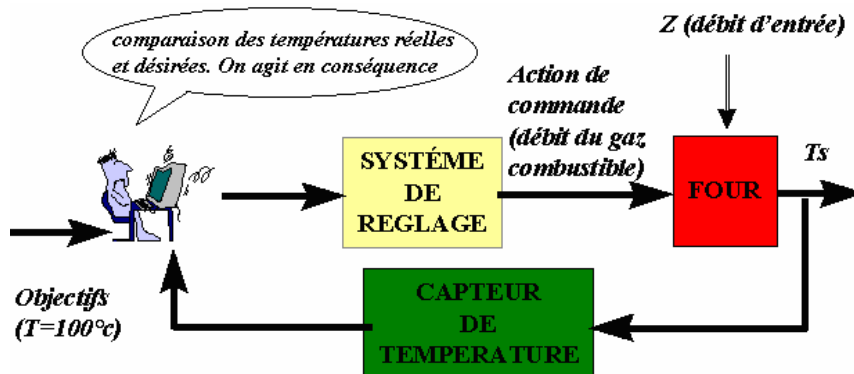 comparaison des températures réelles
et désirées. On agit en conséquence
Z (débit d'entrée)
Action de
commande
(débit du gaz
combustible)
SYSTÉME
DE
REGLAGE
FOUR
Ts
Objectifs
(T=100°c)
CAPTEUR
DE
TEMPERATURE